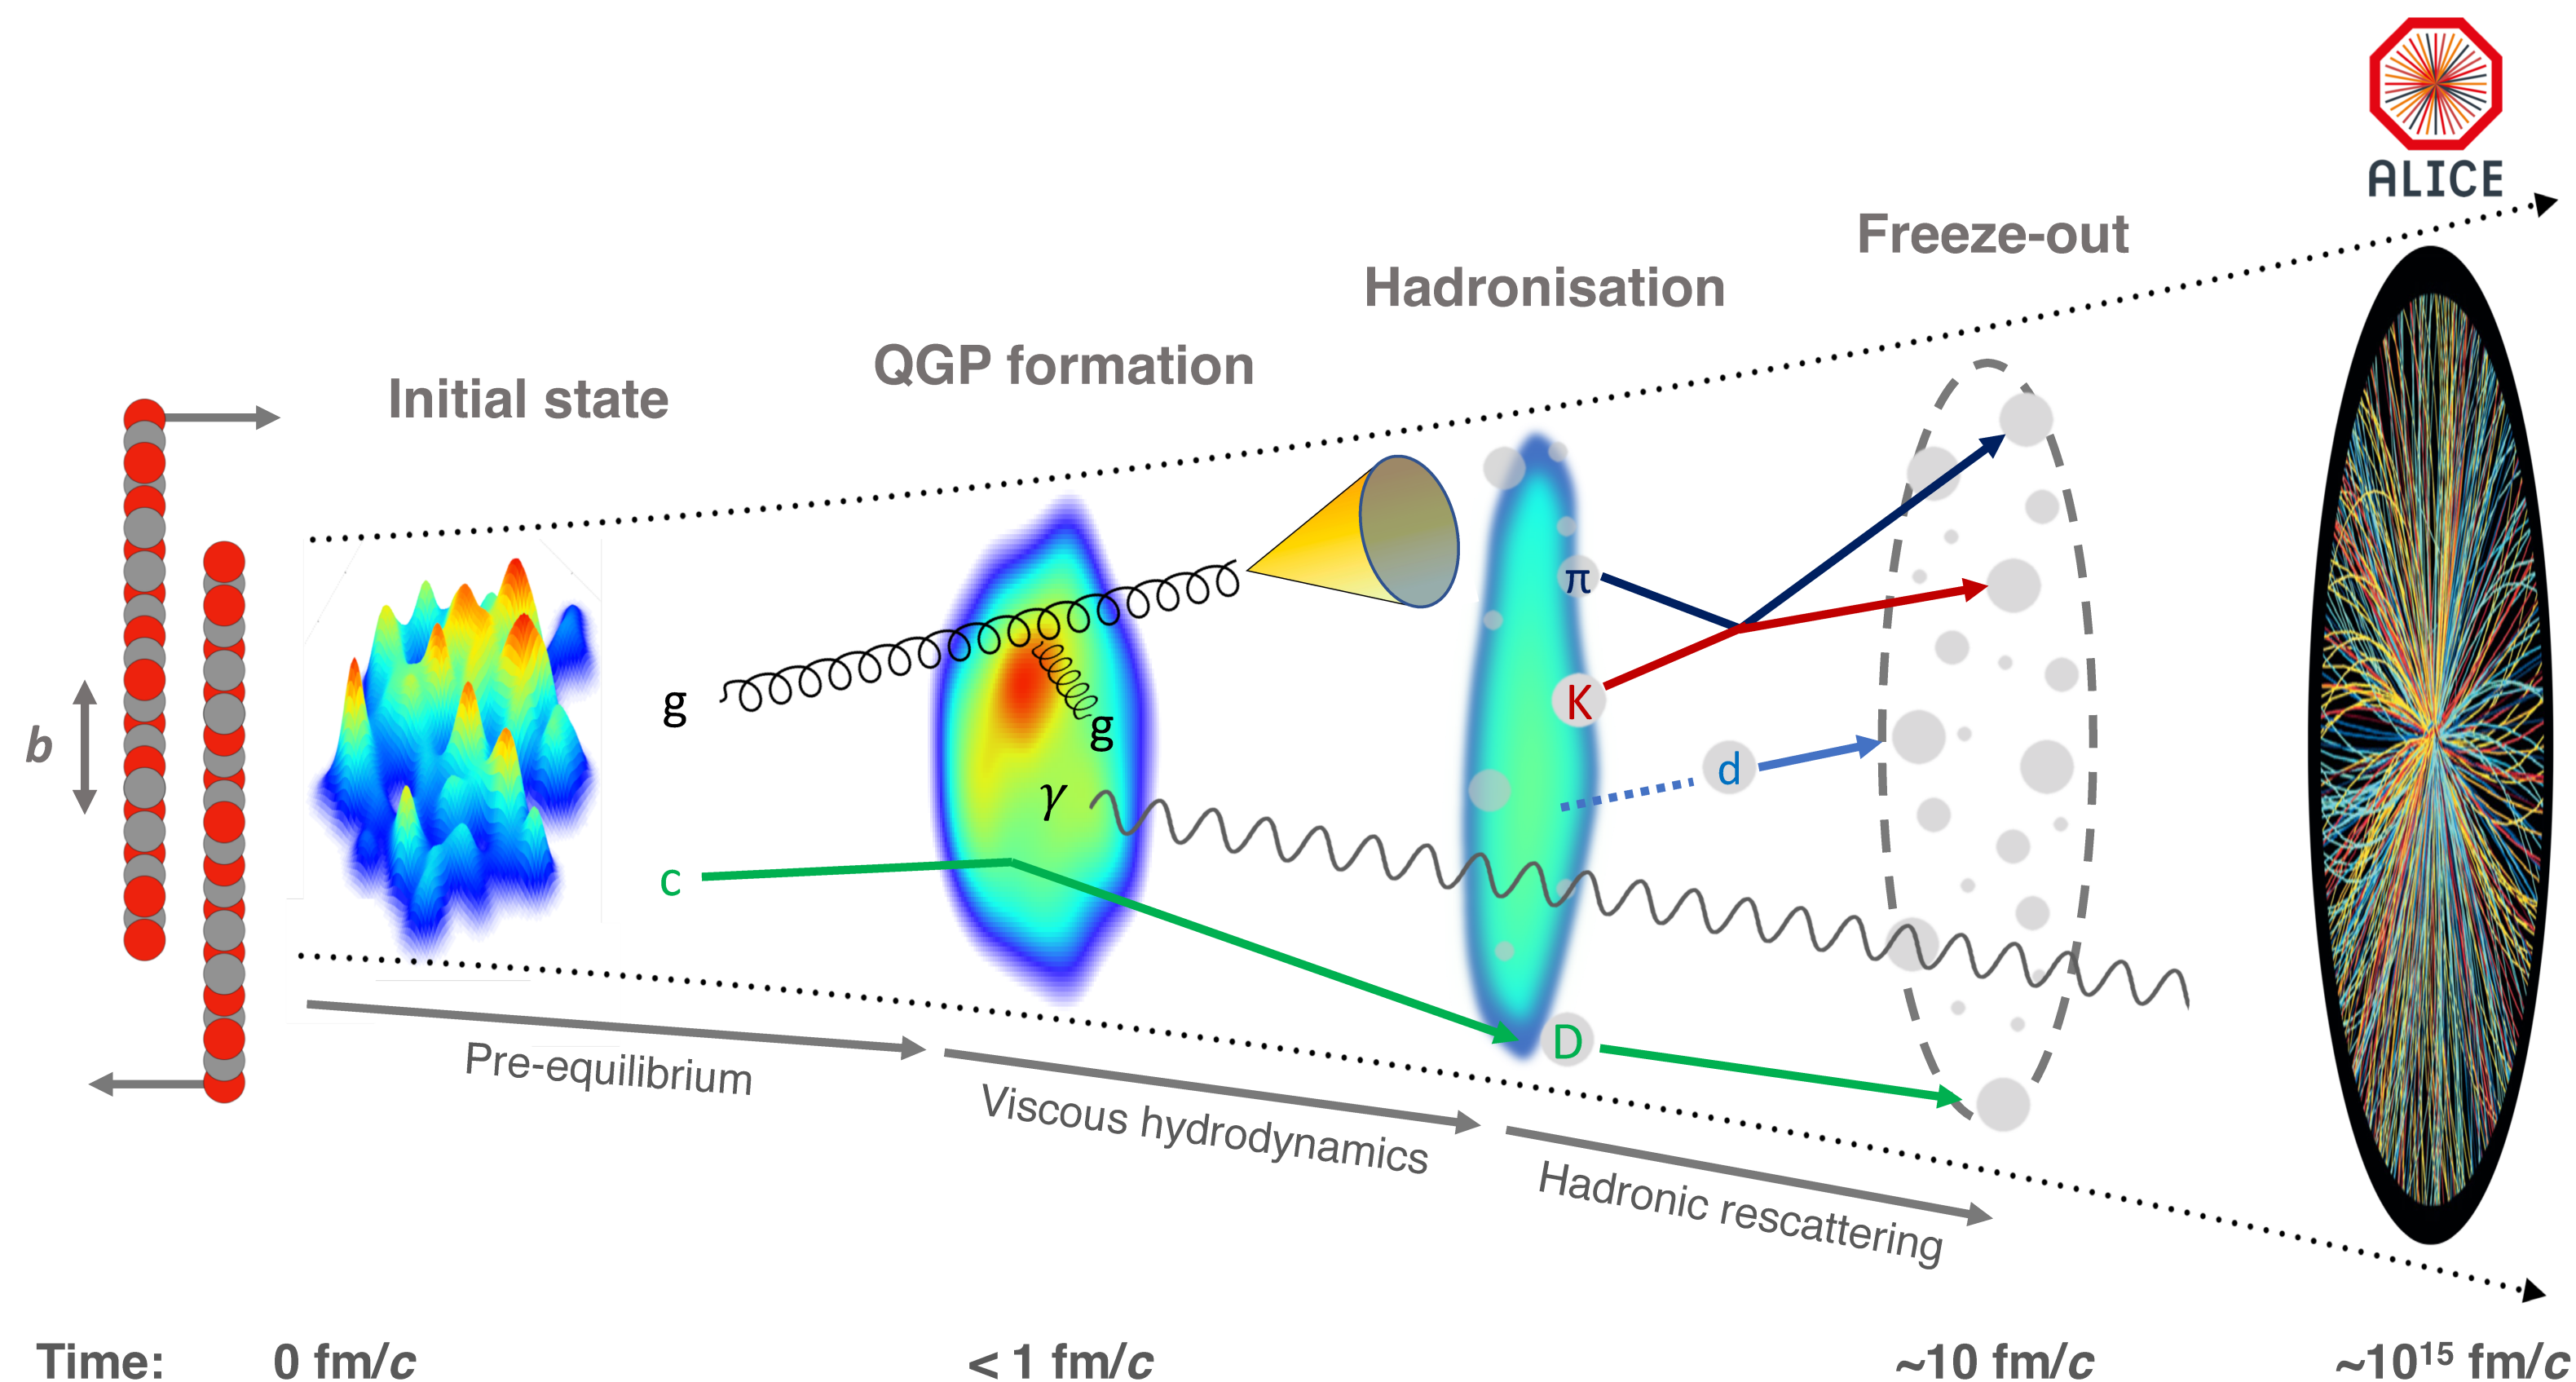 ALICE
Freeze-out
Hadronisation
QGP formation
Initial state
b
g
g
γ
c
π
K
d
D
Pre-equilibrium
Viscous hydrodynamics
Hadronic rescattering
Time: 0 fm/c < 1 fm/c ~10 fm/c ~10¹⁵ fm/c